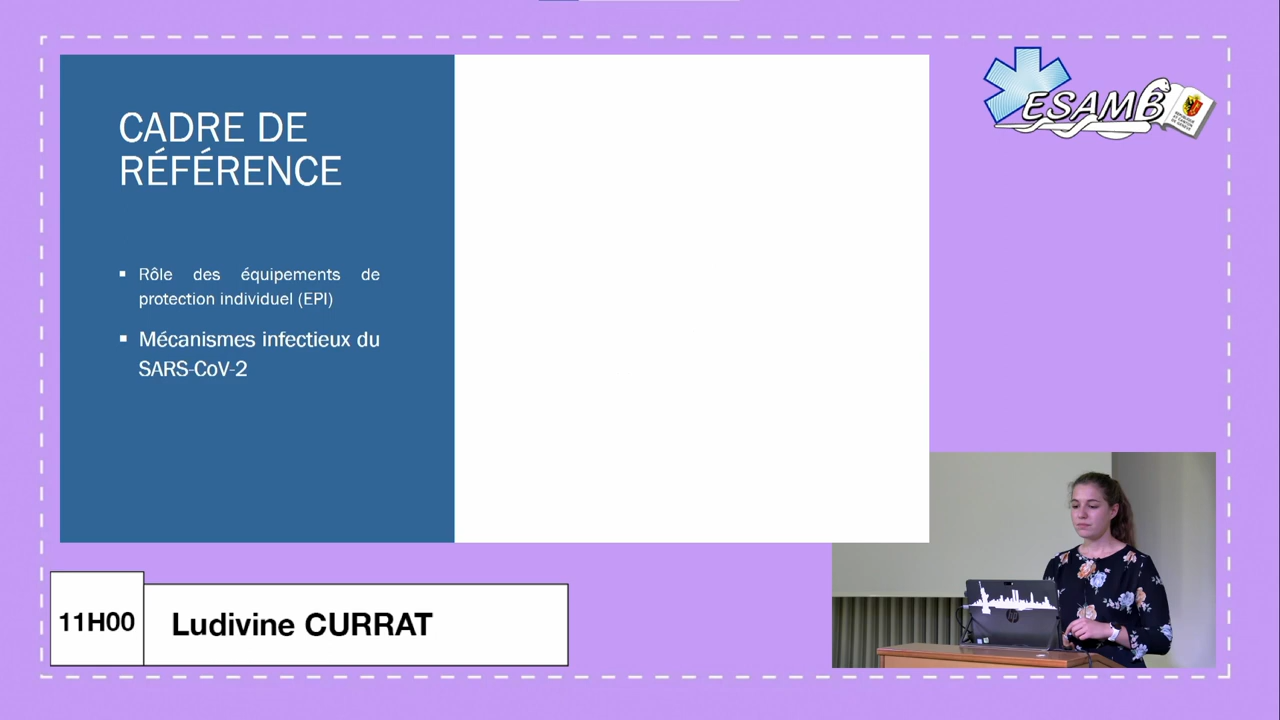 CADRE DE
RÉFÉRENCE
▪ Rôle des équipements de
protection individuel (EPI)
▪ Mécanismes infectieux du
SARS-CoV-2
ESAMB
11H00
Ludivine CURRAT
hp